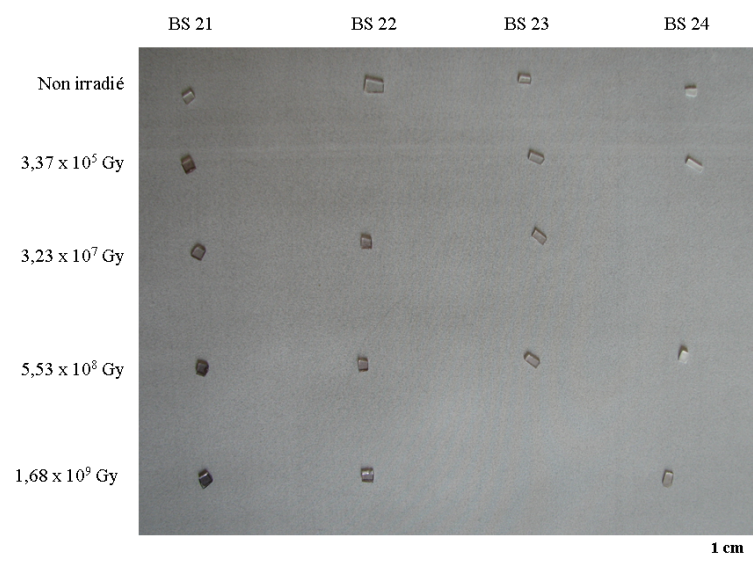 BS 21 BS 22 BS 23 BS 24
Non irradié
3,37 x 10⁵ Gy
3,23 x 10⁷ Gy
5,53 x 10⁸ Gy
1,68 x 10⁹ Gy
1 cm